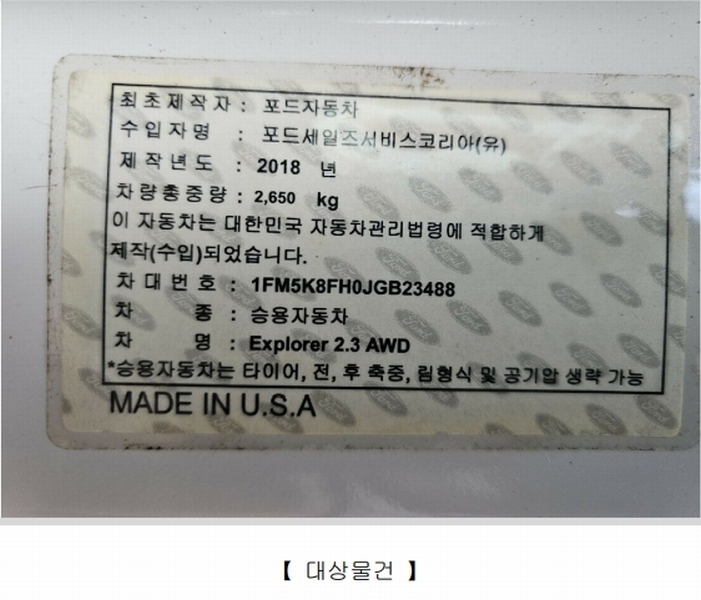 최초제작자 : 포드자동차
수입자명 : 포드세일즈서비스코리아(유)
제작년도 : 2018 년
차량총중량 : 2,650 kg
이 자동차는 대한민국 자동차관리법령에 적합하게
제작(수입)되었습니다.
차대번호 : 1FM5K8FH0JGB23488
차 종 : 승용자동차
차 명 : Explorer 2.3 AWD
*승용자동차는 타이어, 전, 후 축중, 림형식 및 공기압 생략 가능
MADE IN U.S.A
【 대상물건 】